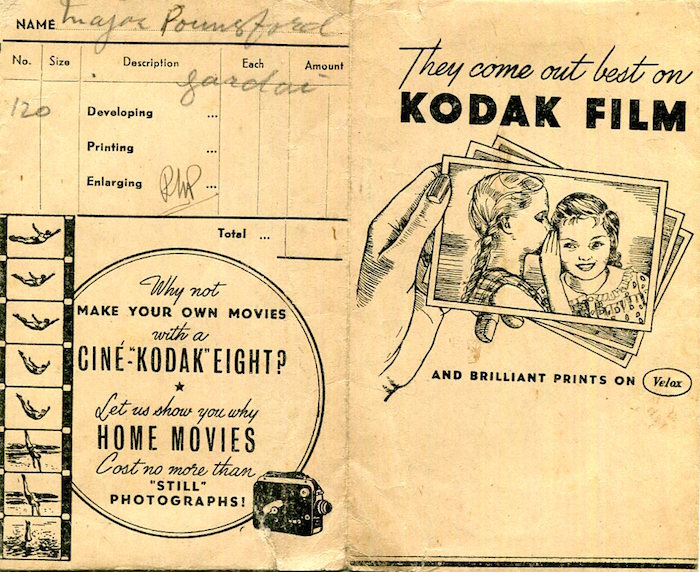 NAME Major Pounsford
No. Size Description Each Amount
120
Developing ...
Printing ...
Enlarging ...
Total ...
Why not
MAKE YOUR OWN MOVIES
with a
CINÉ-"KODAK" EIGHT?
Let us show you why
HOME MOVIES
Cost no more than
"STILL"
PHOTOGRAPHS!
They come out best on
KODAK FILM
AND BRILLIANT PRINTS ON Velox